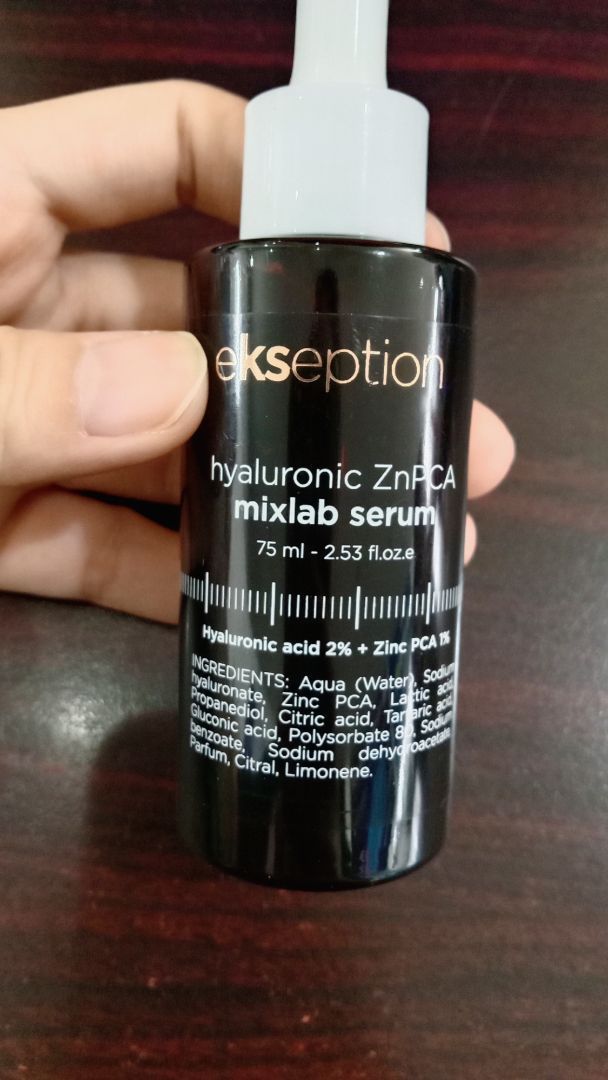 ekseption
hyaluronic ZnPCA
mixlab serum
75 ml - 2.53 fl.oz.e
Hyaluronic acid 2% + Zinc PCA 1%
INGREDIENTS: Aqua (Water), Sodium
hyaluronate, Zinc PCA, Lactic acid,
Propanediol, Citric acid, Tartaric acid,
Gluconic acid, Polysorbate 80, Sodium
benzoate, Sodium dehydroacetate,
Parfum, Citral, Limonene.